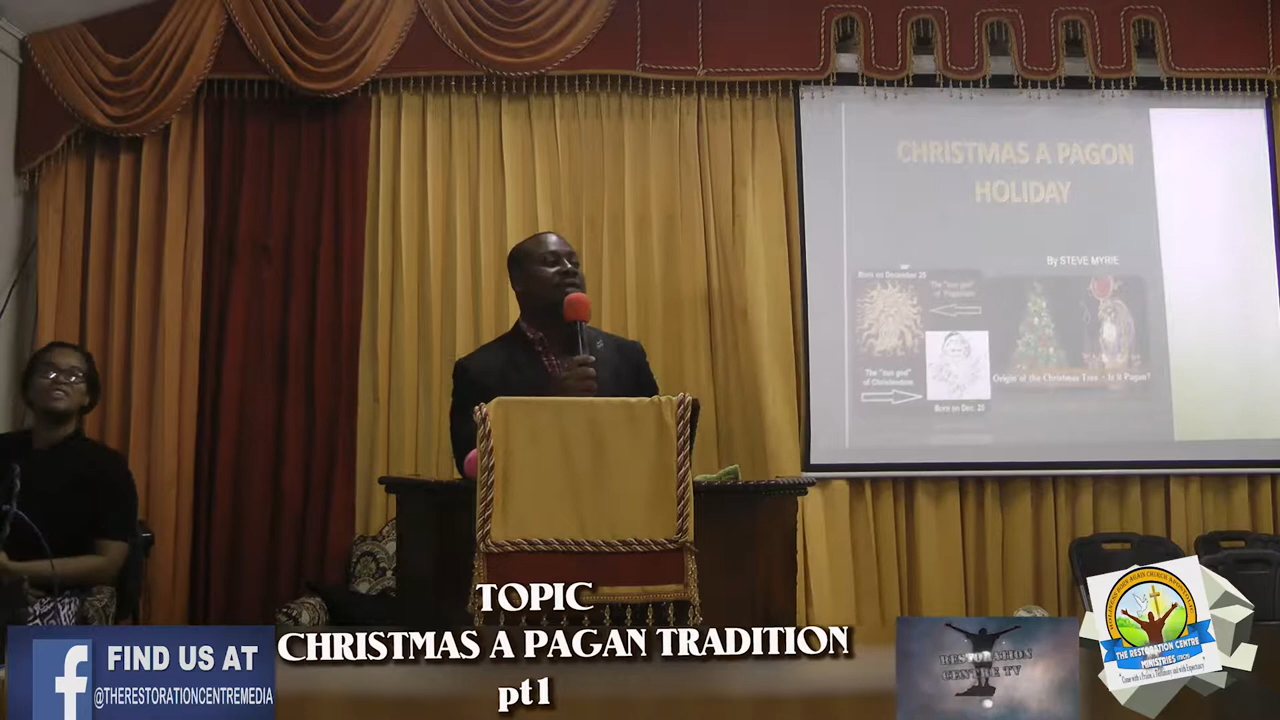 CHRISTMAS A PAGON
HOLIDAY
By STEVE MYRIE
Born on December 25
The "sun god"
of Paganism
The "sun god"
of Christendom
Born on Dec. 25
Origin of the Christmas Tree - Is it Pagan?
TOPIC
CHRISTMAS A PAGAN TRADITION
pt1
FIND US AT
@THERESTORATIONCENTREMEDIA
RESTORATION
CENTRE TV
THE RESTORATION CENTRE
MINISTRIES